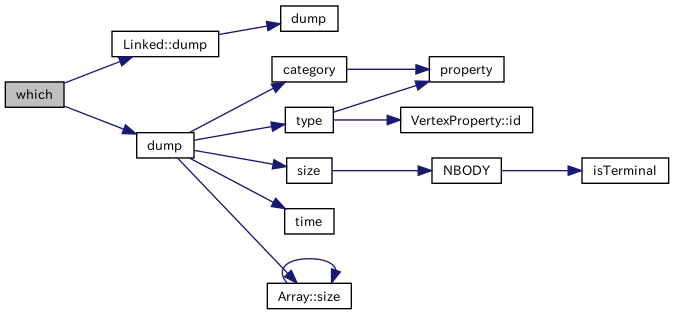 dump
Linked::dump
category
property
which
type
VertexProperty::id
dump
size
NBODY
isTerminal
time
Array::size